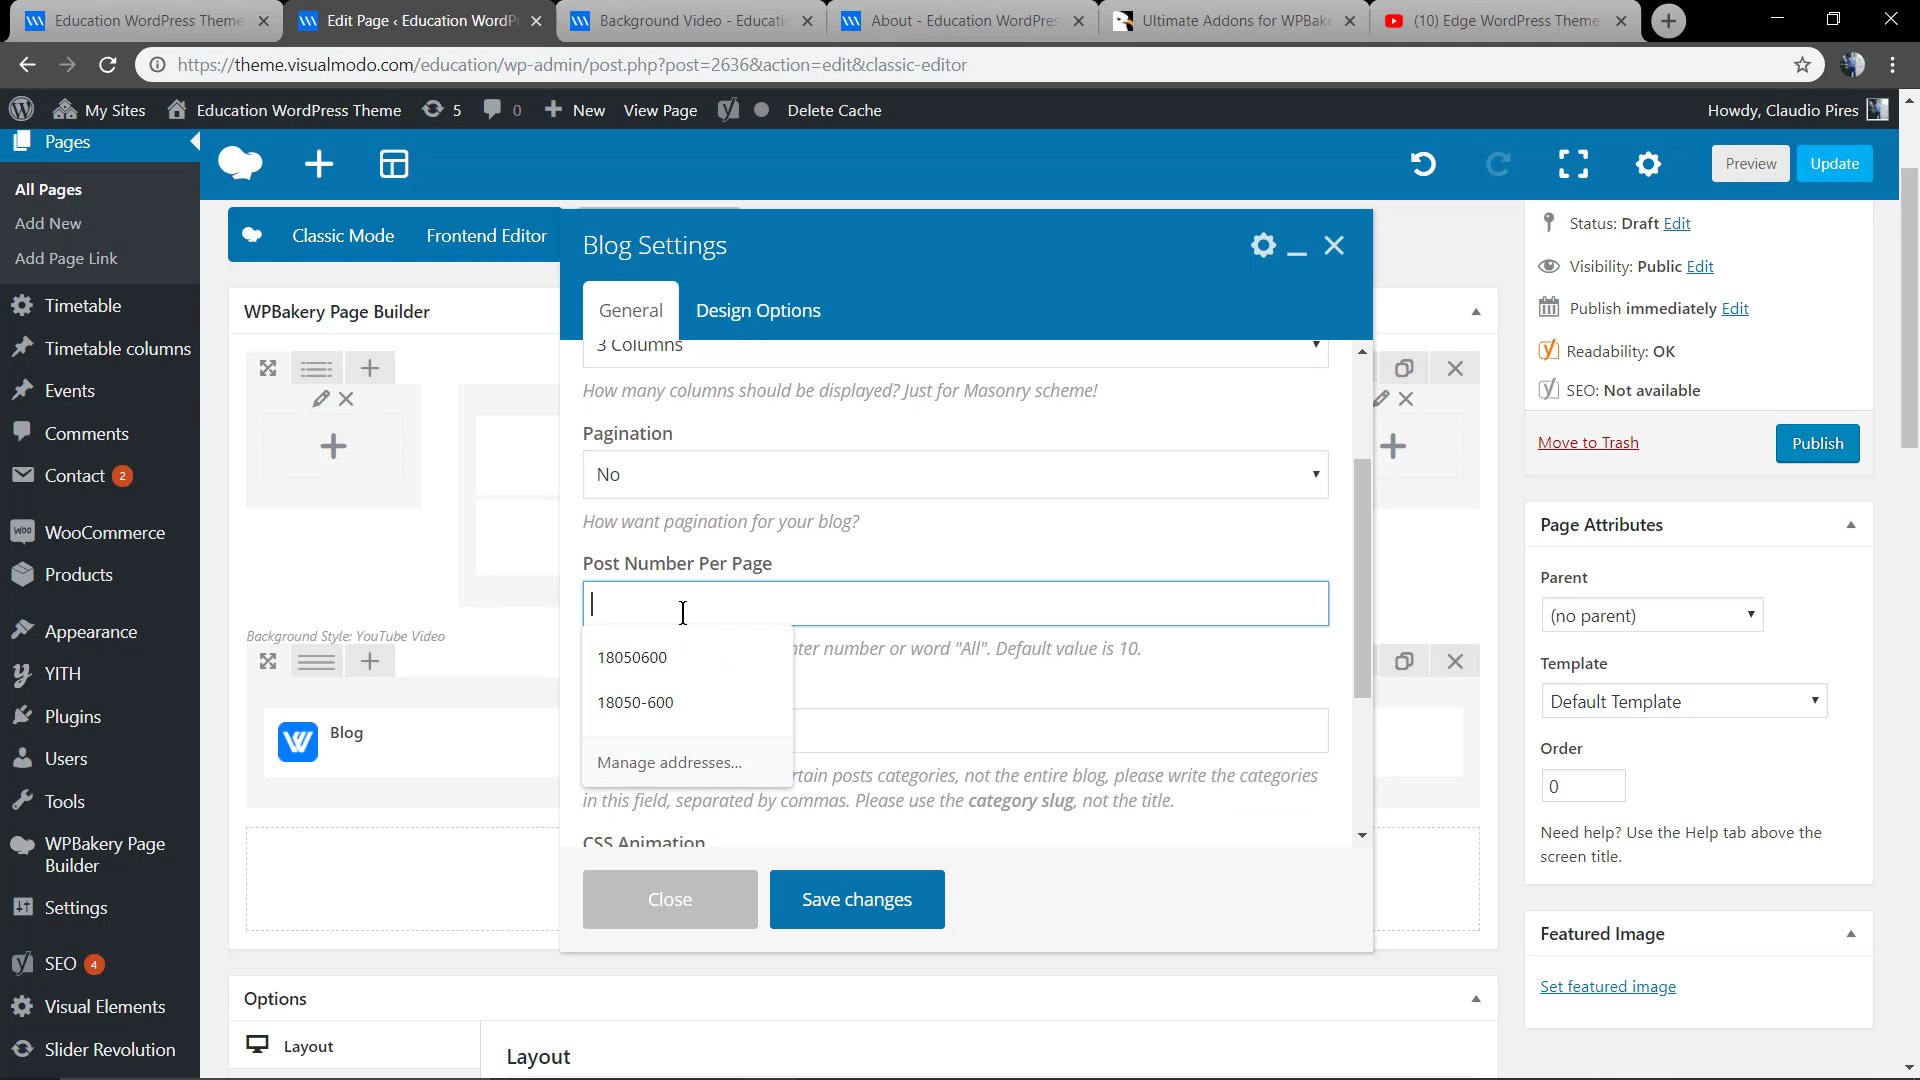 Education WordPress Theme
Edit Page ‹ Education WordP
Background Video - Educatio
About - Education WordPres
Ultimate Addons for WPBake
(10) Edge WordPress Theme
https://theme.visualmodo.com/education/wp-admin/post.php?post=2636&action=edit&classic-editor
My Sites
Education WordPress Theme
5
0
New
View Page
Delete Cache
Howdy, Claudio Pires
Pages
All Pages
Add New
Add Page Link
Timetable
Timetable columns
Events
Comments
Contact 2
WooCommerce
Products
Appearance
YITH
Plugins
Users
Tools
WPBakery Page
Builder
Settings
SEO 4
Visual Elements
Slider Revolution
Preview
Update
Classic Mode
Frontend Editor
WPBakery Page Builder
Background Style: YouTube Video
Blog
Options
Layout
Layout
Blog Settings
General
Design Options
3 Columns
How many columns should be displayed? Just for Masonry scheme!
Pagination
No
How want pagination for your blog?
Post Number Per Page
nter number or word "All". Default value is 10.
18050600
18050-600
Manage addresses...
rtain posts categories, not the entire blog, please write the categories
in this field, separated by commas. Please use the category slug, not the title.
CSS Animation
Close
Save changes
Status: Draft Edit
Visibility: Public Edit
Publish immediately Edit
Readability: OK
SEO: Not available
Move to Trash
Publish
Page Attributes
Parent
(no parent)
Template
Default Template
Order
0
Need help? Use the Help tab above the
screen title.
Featured Image
Set featured image